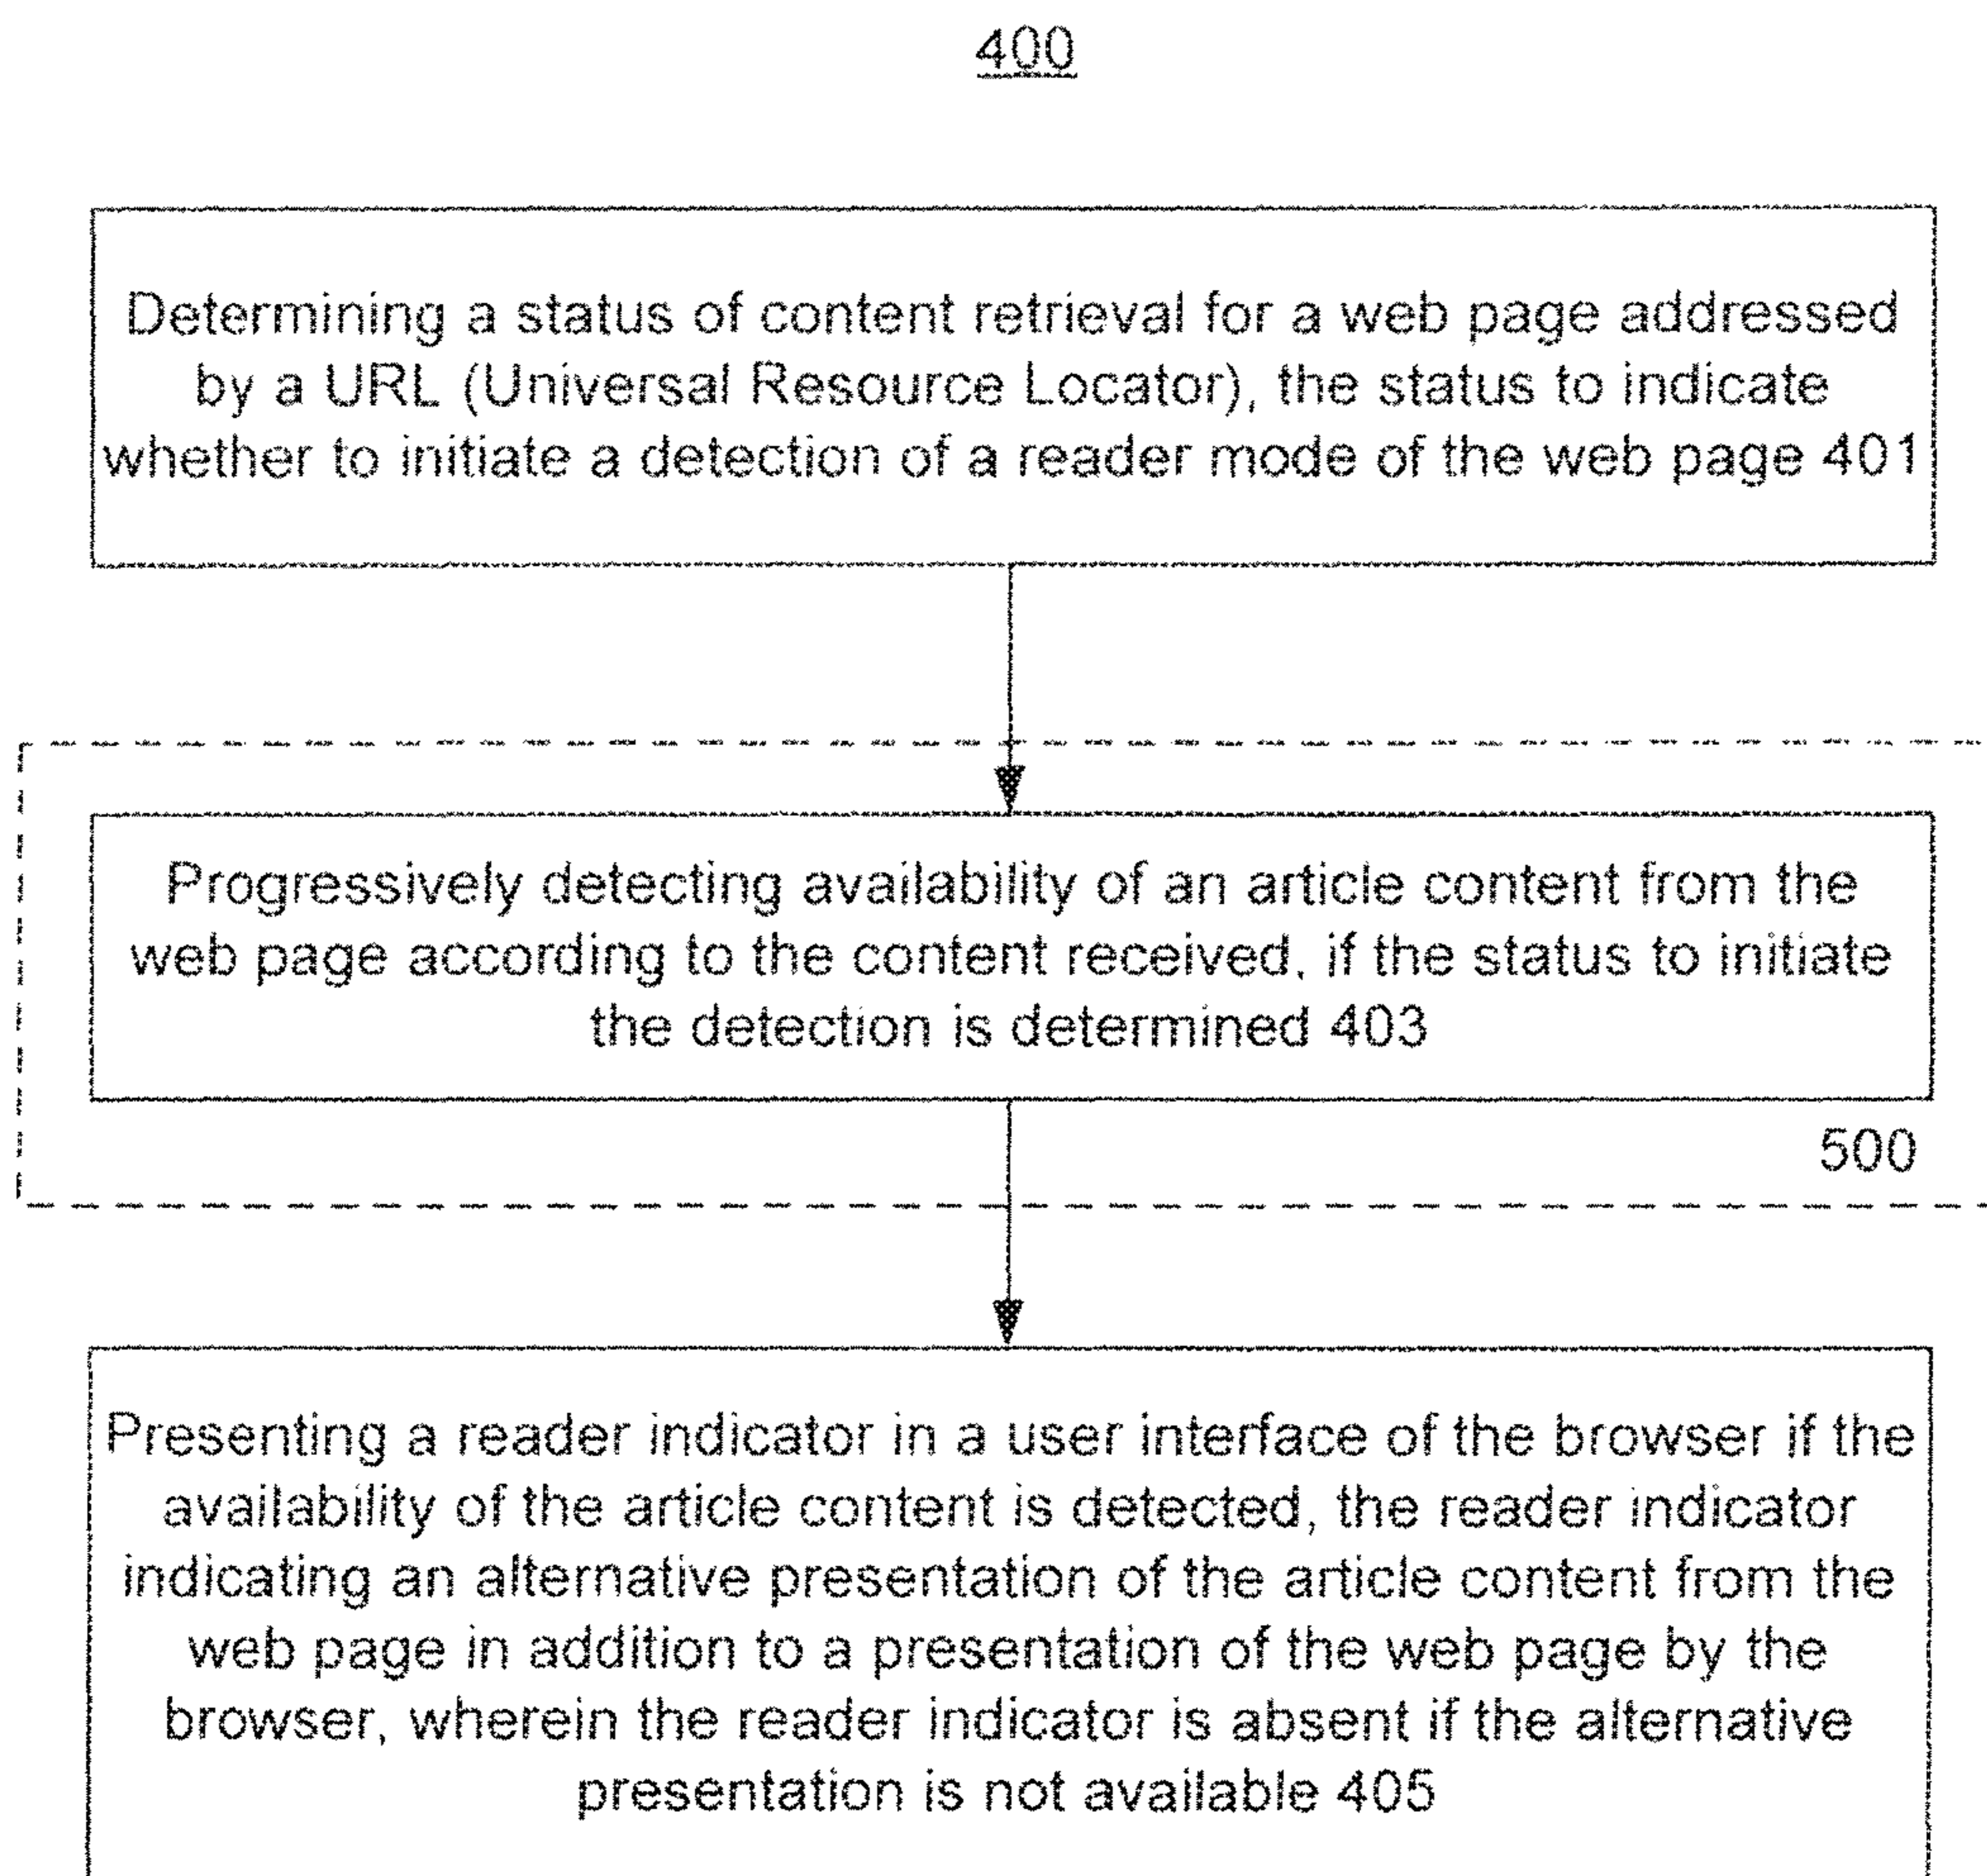 400
Determining a status of content retrieval for a web page addressed
by a URL (Universal Resource Locator), the status to indicate
whether to initiate a detection of a reader mode of the web page 401
Progressively detecting availability of an article content from the
web page according to the content received, if the status to initiate
the detection is determined 403
500
Presenting a reader indicator in a user interface of the browser if the
availability of the article content is detected, the reader indicator
indicating an alternative presentation of the article content from the
web page in addition to a presentation of the web page by the
browser, wherein the reader indicator is absent if the alternative
presentation is not available 405